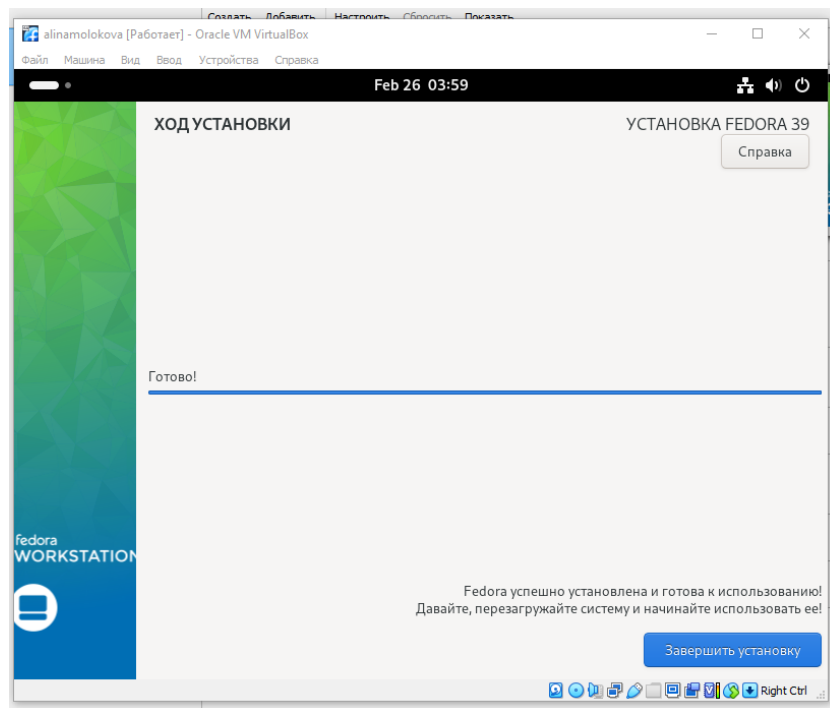 Создать Добавить Настроить Сбросить Показать
alinamolokova [Работает] - Oracle VM VirtualBox
Файл Машина Вид Ввод Устройства Справка
Feb 26 03:59
ХОД УСТАНОВКИ
УСТАНОВКА FEDORA 39
Справка
Готово!
fedora
WORKSTATION
Fedora успешно установлена и готова к использованию!
Давайте, перезагружайте систему и начинайте использовать ее!
Завершить установку
Right Ctrl